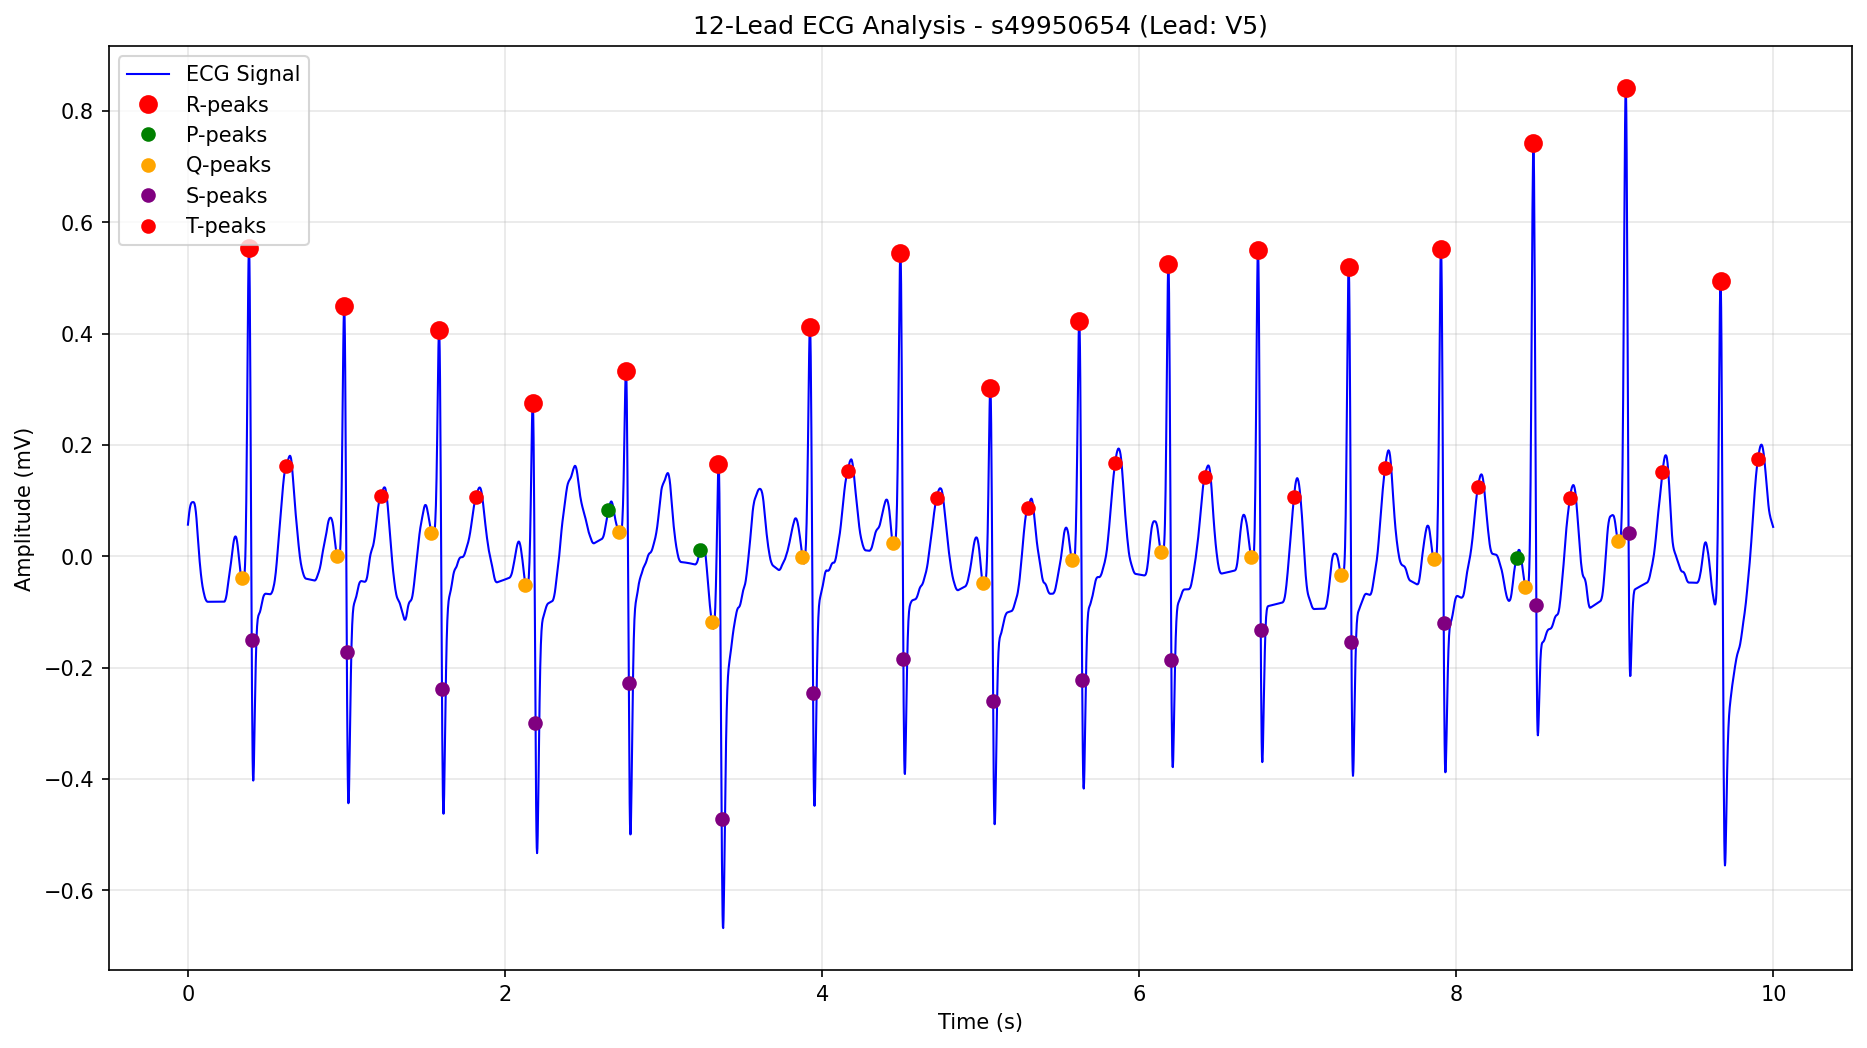 12-Lead ECG Analysis - s49950654 (Lead: V5)
ECG Signal
R-peaks
P-peaks
Q-peaks
S-peaks
T-peaks
0.8
0.6
0.4
0.2
0.0
−0.2
−0.4
−0.6
Amplitude (mV)
0 2 4 6 8 10
Time (s)